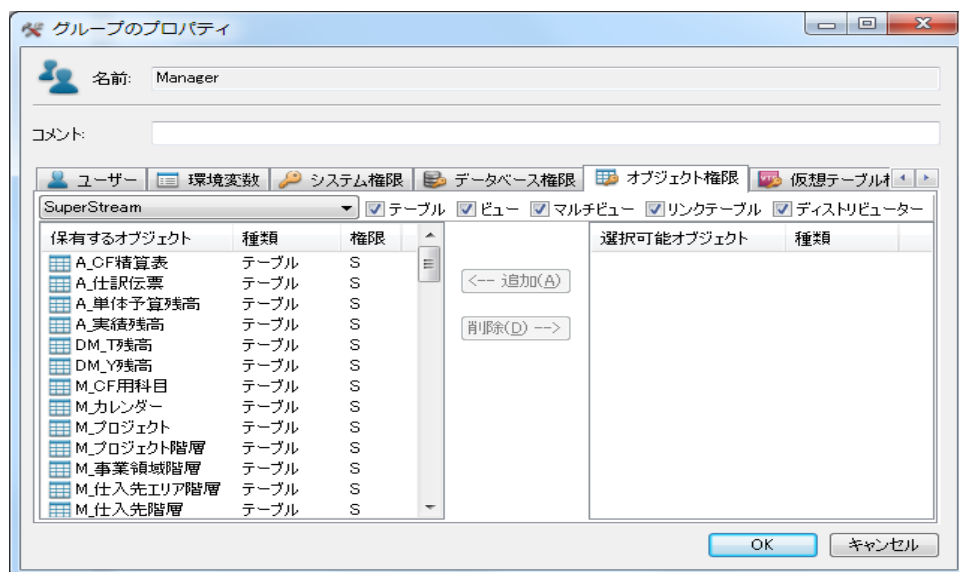 グループのプロパティ
名前: Manager
コメント:
ユーザー 環境変数 システム権限 データベース権限 オブジェクト権限 仮想テーブル
SuperStream テーブル ビュー マルチビュー リンクテーブル ディストリビューター
保有するオブジェクト 種類 権限 選択可能オブジェクト 種類
A_CF精算表 テーブル S
A_仕訳伝票 テーブル S
<-- 追加(A)
A_単体予算残高 テーブル S
A_実績残高 テーブル S
削除(D) -->
DM_T残高 テーブル S
DM_Y残高 テーブル S
M_CF用科目 テーブル S
M_カレンダー テーブル S
M_プロジェクト テーブル S
M_プロジェクト階層 テーブル S
M_事業領域階層 テーブル S
M_仕入先エリア階層 テーブル S
M_仕入先階層 テーブル S
OK キャンセル